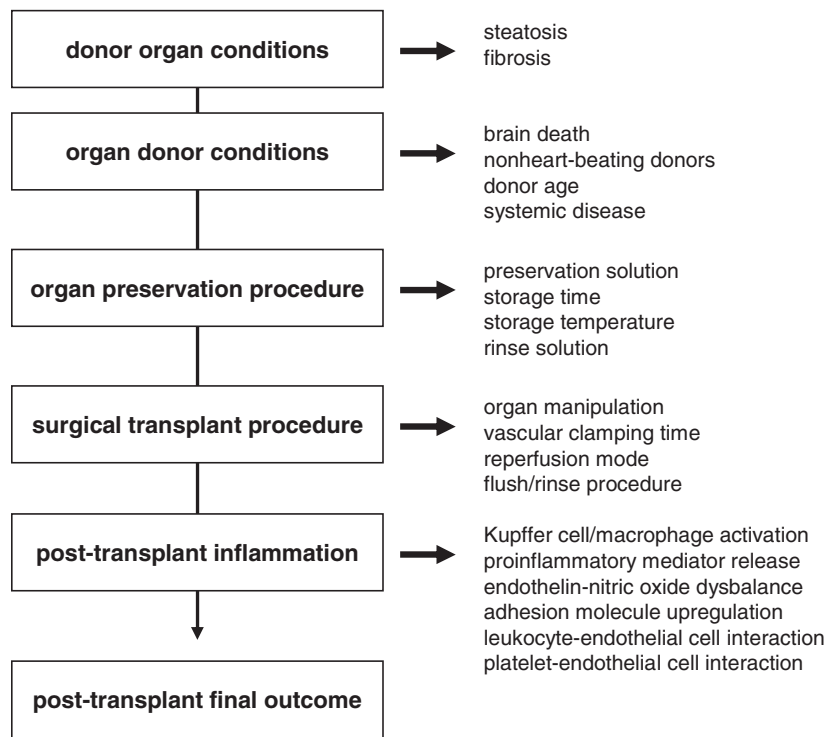 donor organ conditions
steatosis
fibrosis
organ donor conditions
brain death
nonheart-beating donors
donor age
systemic disease
organ preservation procedure
preservation solution
storage time
storage temperature
rinse solution
surgical transplant procedure
organ manipulation
vascular clamping time
reperfusion mode
flush/rinse procedure
post-transplant inflammation
Kupffer cell/macrophage activation
proinflammatory mediator release
endothelin-nitric oxide dysbalance
adhesion molecule upregulation
leukocyte-endothelial cell interaction
platelet-endothelial cell interaction
post-transplant final outcome